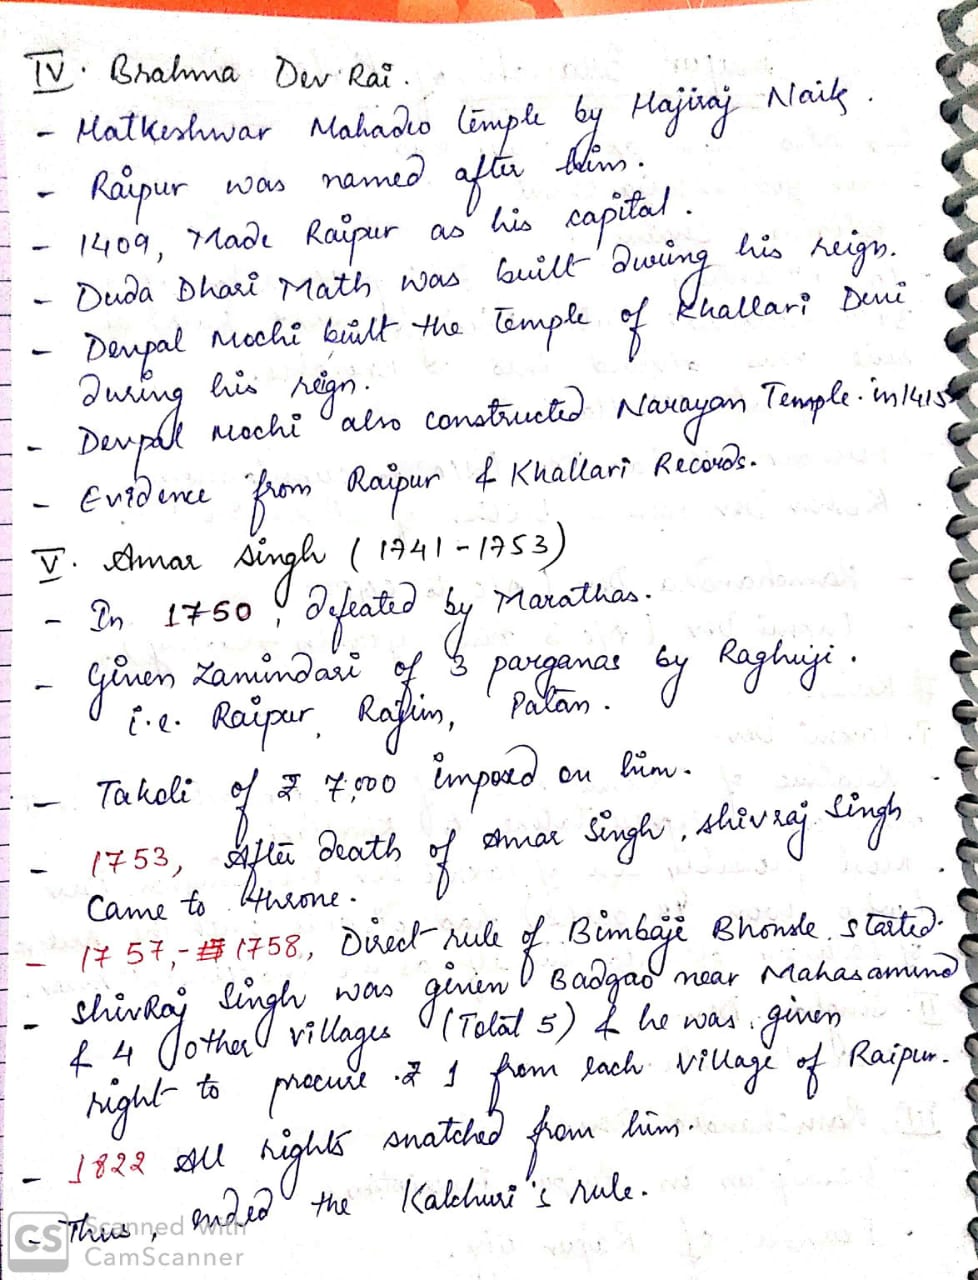 IV. Brahma Dev Rai.
- Hatkeshwar Mahadeo temple by Hajiraj Naik.
- Raipur was named after him.
- 1409, Made Raipur as his capital.
- Duda Dhari Math was built during his reign.
- Devpal Mochi built the temple of Khallari Devi
during his reign.
- Devpal Mochi also constructed Narayan Temple. in 1415
- Evidence from Raipur & Khallari Records.
V. Amar Singh (1741-1753)
- In 1750, defeated by Marathas.
- Given Zamindari of 3 parganas by Raghuji.
i.e. Raipur, Rajim, Patan.
- Takoli of ₹ 7,000 imposed on him.
- 1753, After death of Amar Singh, Shivraj Singh
came to throne.
- 1757,-1758, Direct rule of Bimbaji Bhonsle started.
- ShivRaj Singh was given Badgao near Mahasamund
& 4 other villages (Total 5) & he was given
right to procure ₹ 1 from each village of Raipur.
- 1822 All rights snatched from him.
- Thus, ended the Kalchuri's rule.
CS Scanned with
CamScanner